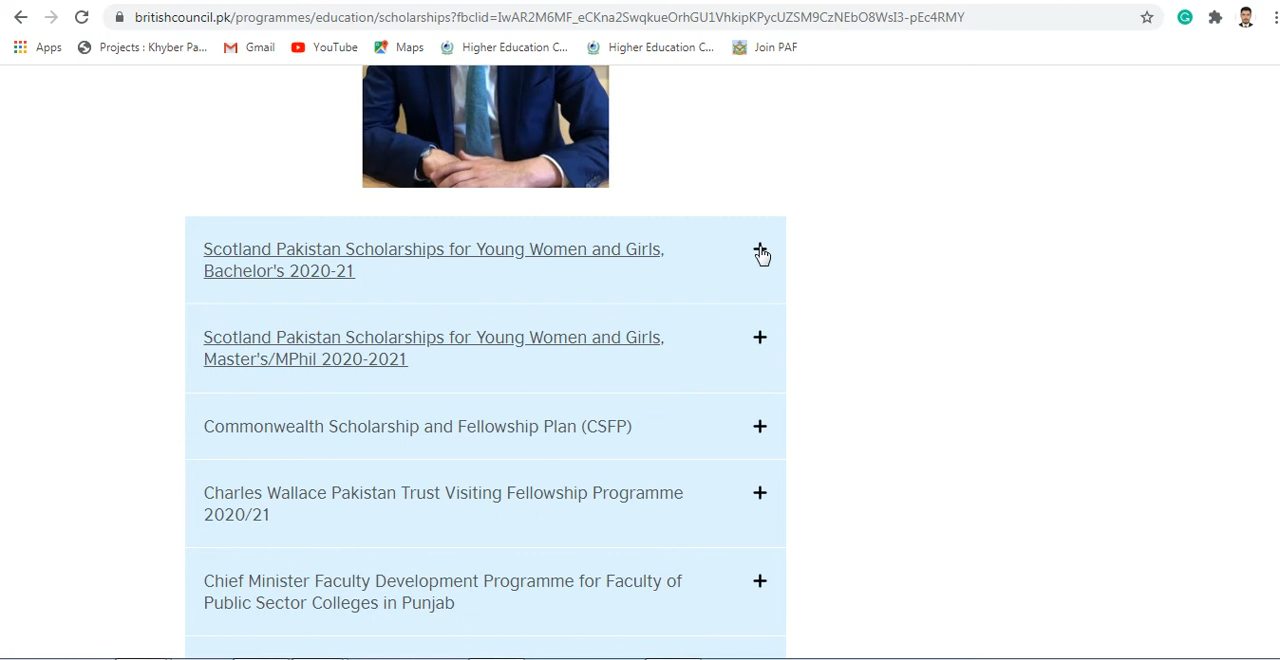 britishcouncil.pk/programmes/education/scholarships?fbclid=IwAR2M6MF_eCKna2SwqkueOrhGU1VhkipKPycUZSM9CzNEbO8WsI3-pEc4RMY
Apps Projects : Khyber Pa... Gmail YouTube Maps Higher Education C... Higher Education C... Join PAF
Scotland Pakistan Scholarships for Young Women and Girls,
Bachelor's 2020-21
Scotland Pakistan Scholarships for Young Women and Girls,
Master's/MPhil 2020-2021
Commonwealth Scholarship and Fellowship Plan (CSFP)
Charles Wallace Pakistan Trust Visiting Fellowship Programme
2020/21
Chief Minister Faculty Development Programme for Faculty of
Public Sector Colleges in Punjab